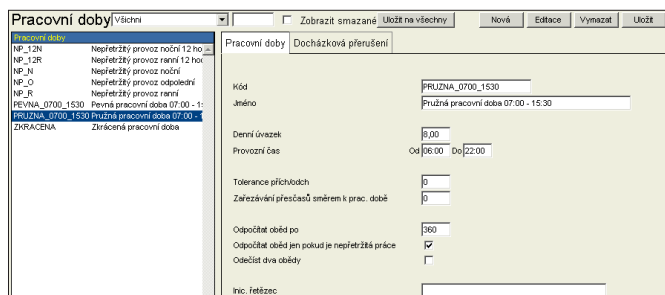 Pracovní doby Všichni Zobrazit smazané Uložit na všechny Nová Editace Vymazat Uložit
Pracovní doby
NP_12N Nepřetržitý provoz noční 12 ho
NP_12R Nepřetržitý provoz ranní 12 hod
NP_N Nepřetržitý provoz noční
NP_O Nepřetržitý provoz odpolední
NP_R Nepřetržitý provoz ranní
PEVNA_0700_1530 Pevná pracovní doba 07:00 - 1
PRUZNA_0700_1530 Pružná pracovní doba 07:00 - 1
ZKRACENA Zkrácená pracovní doba
Pracovní doby Docházková přerušení
Kód PRUZNA_0700_1530
Jméno Pružná pracovní doba 07:00 - 15:30
Denní úvazek 8,00
Provozní čas Od 06:00 Do 22:00
Tolerance přích/odch 0
Zařezávání přesčasů směrem k prac. době 0
Odpočítat oběd po 360
Odpočítat oběd jen pokud je nepřetržitá práce
Odečíst dva obědy
Inic. řetězec